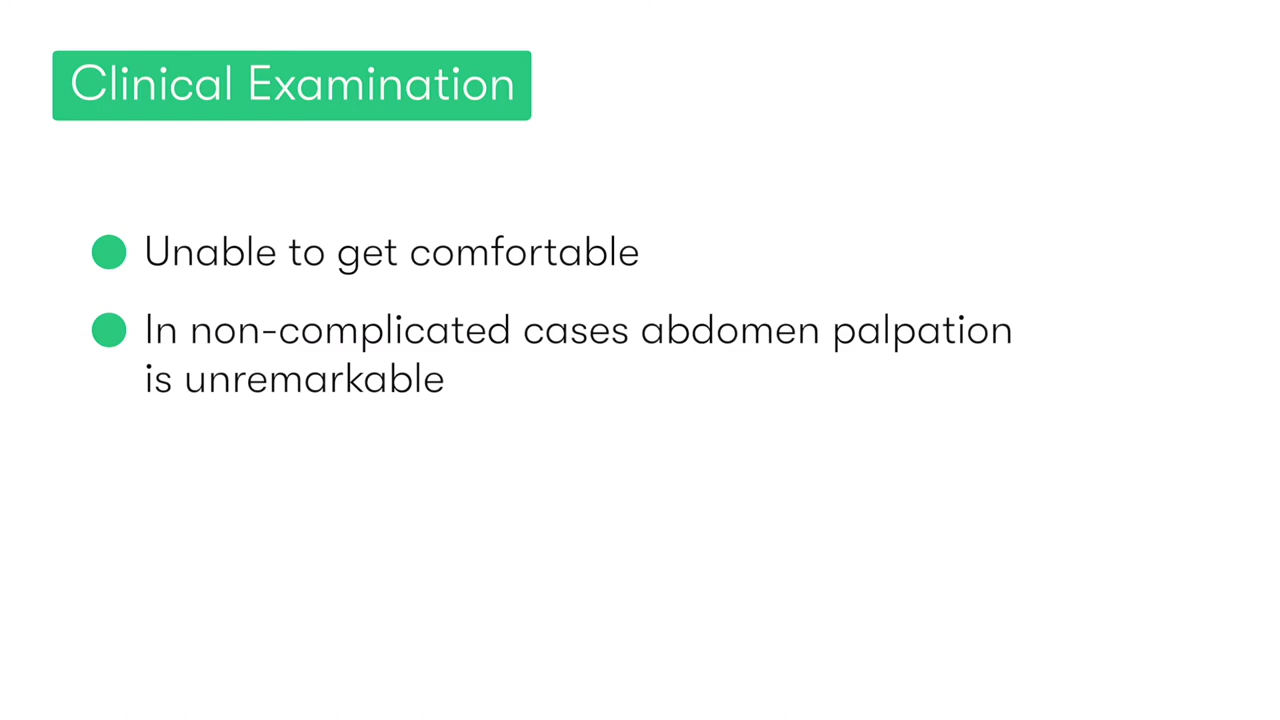 Clinical Examination
Unable to get comfortable
In non-complicated cases abdomen palpation
is unremarkable